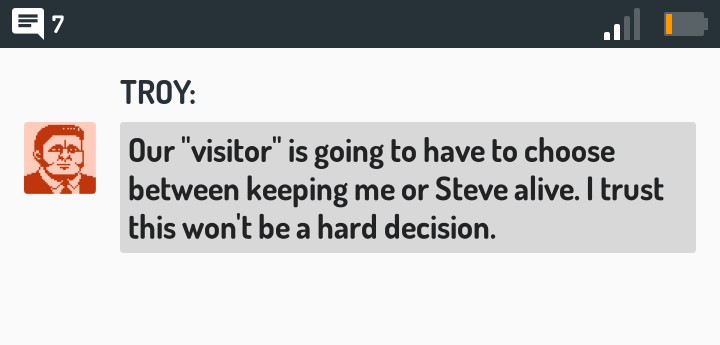 7
TROY:
Our "visitor" is going to have to choose
between keeping me or Steve alive. I trust
this won't be a hard decision.